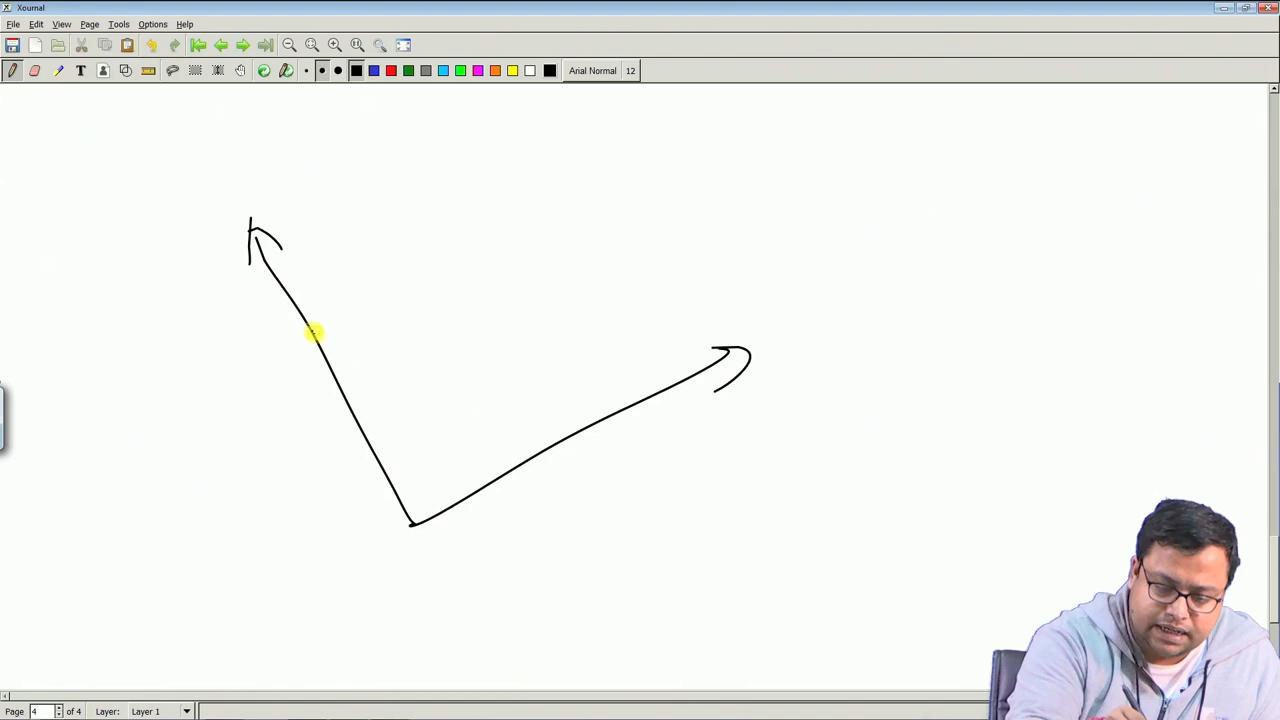 Xournal
File Edit View Page Tools Options Help
Arial Normal 12
Page 4 of 4 Layer: Layer 1